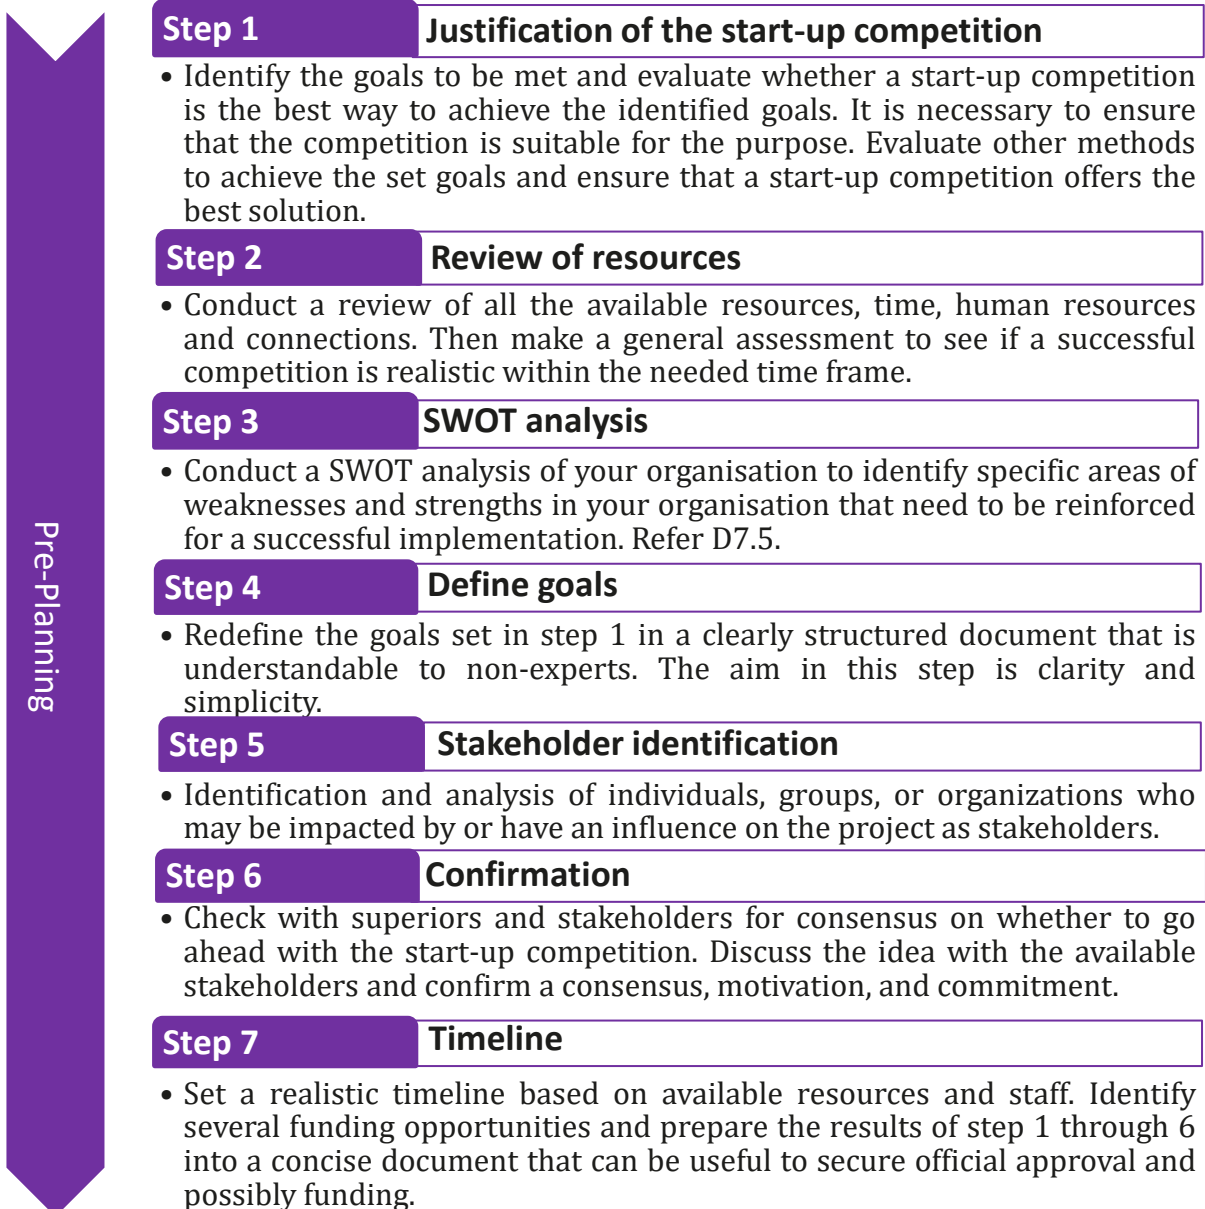 Pre-Planning
Step 1
Justification of the start-up competition
• Identify the goals to be met and evaluate whether a start-up competition
is the best way to achieve the identified goals. It is necessary to ensure
that the competition is suitable for the purpose. Evaluate other methods
to achieve the set goals and ensure that a start-up competition offers the
best solution.
Step 2
Review of resources
• Conduct a review of all the available resources, time, human resources
and connections. Then make a general assessment to see if a successful
competition is realistic within the needed time frame.
Step 3
SWOT analysis
• Conduct a SWOT analysis of your organisation to identify specific areas of
weaknesses and strengths in your organisation that need to be reinforced
for a successful implementation. Refer D7.5.
Step 4
Define goals
• Redefine the goals set in step 1 in a clearly structured document that is
understandable to non-experts. The aim in this step is clarity and
simplicity.
Step 5
Stakeholder identification
• Identification and analysis of individuals, groups, or organizations who
may be impacted by or have an influence on the project as stakeholders.
Step 6
Confirmation
• Check with superiors and stakeholders for consensus on whether to go
ahead with the start-up competition. Discuss the idea with the available
stakeholders and confirm a consensus, motivation, and commitment.
Step 7
Timeline
• Set a realistic timeline based on available resources and staff. Identify
several funding opportunities and prepare the results of step 1 through 6
into a concise document that can be useful to secure official approval and
possibly funding.